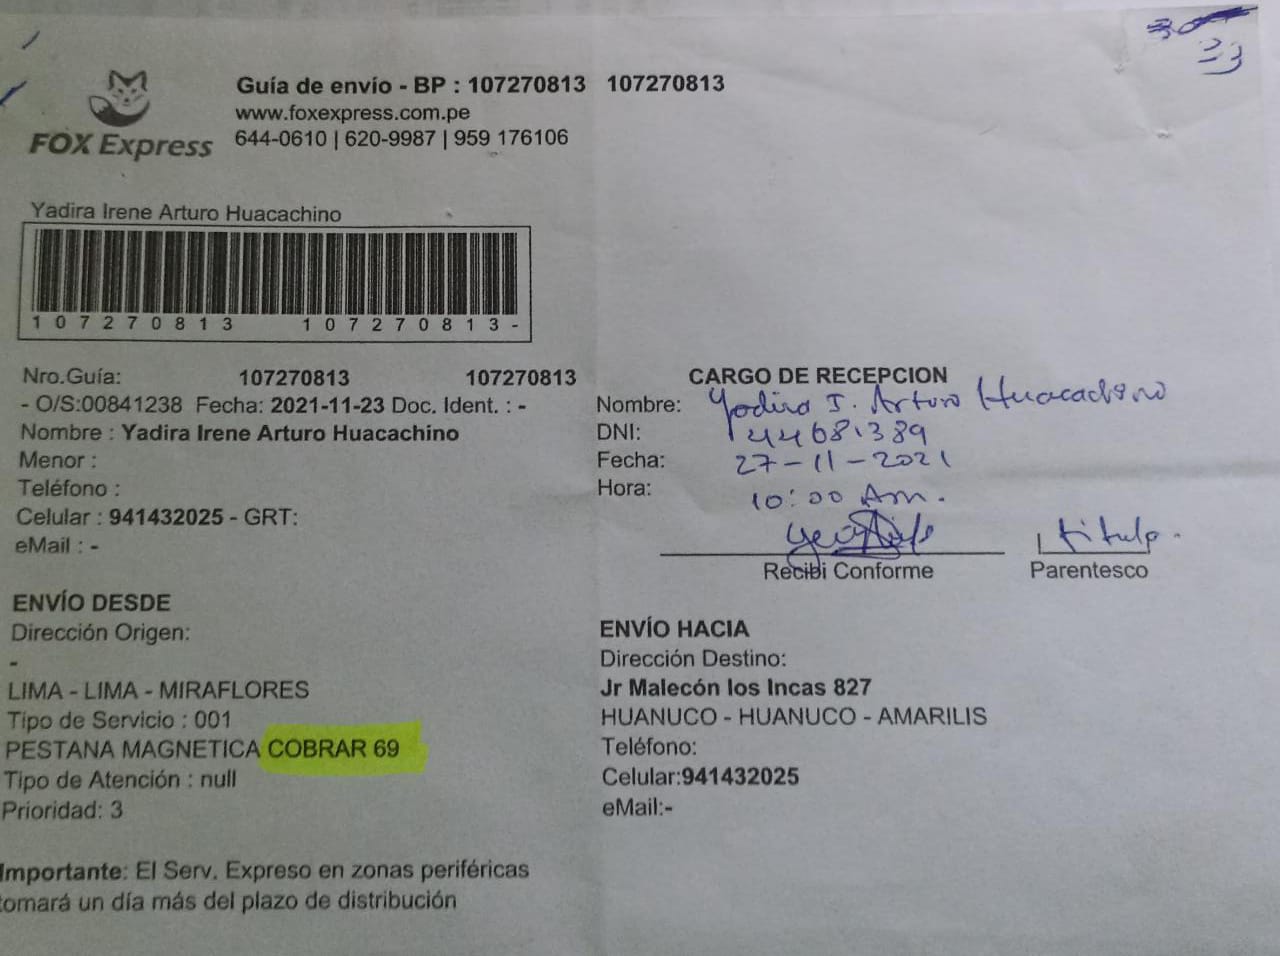 33
FOX Express
Guía de envío - BP : 107270813 107270813
www.foxexpress.com.pe
644-0610 | 620-9987 | 959 176106
Yadira Irene Arturo Huacachino
107270813 107270813-
Nro.Guía: 107270813 107270813
- O/S:00841238 Fecha: 2021-11-23 Doc. Ident. : -
Nombre : Yadira Irene Arturo Huacachino
Menor :
Teléfono :
Celular : 941432025 - GRT:
eMail : -
CARGO DE RECEPCION
Nombre: Yadira I. Arturo Huacachino
DNI: 44681389
Fecha: 27-11-2021
Hora: 10:00 Am.
Recibi Conforme
titular.
Parentesco
ENVÍO DESDE
Dirección Origen:
-
LIMA - LIMA - MIRAFLORES
Tipo de Servicio : 001
PESTANA MAGNETICA COBRAR 69
Tipo de Atención : null
Prioridad: 3
ENVÍO HACIA
Dirección Destino:
Jr Malecón los Incas 827
HUANUCO - HUANUCO - AMARILIS
Teléfono:
Celular:941432025
eMail:-
Importante: El Serv. Expreso en zonas periféricas
tomará un día más del plazo de distribución